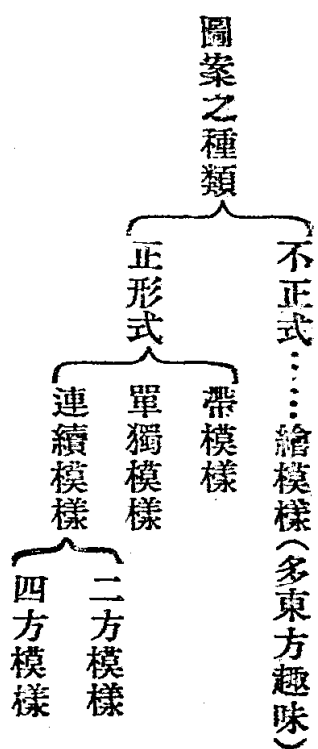 圖案之種類
不正式……繪模樣（多東方趣味）
正形式
帶模樣
單獨模樣
連續模樣
二方模樣
四方模樣